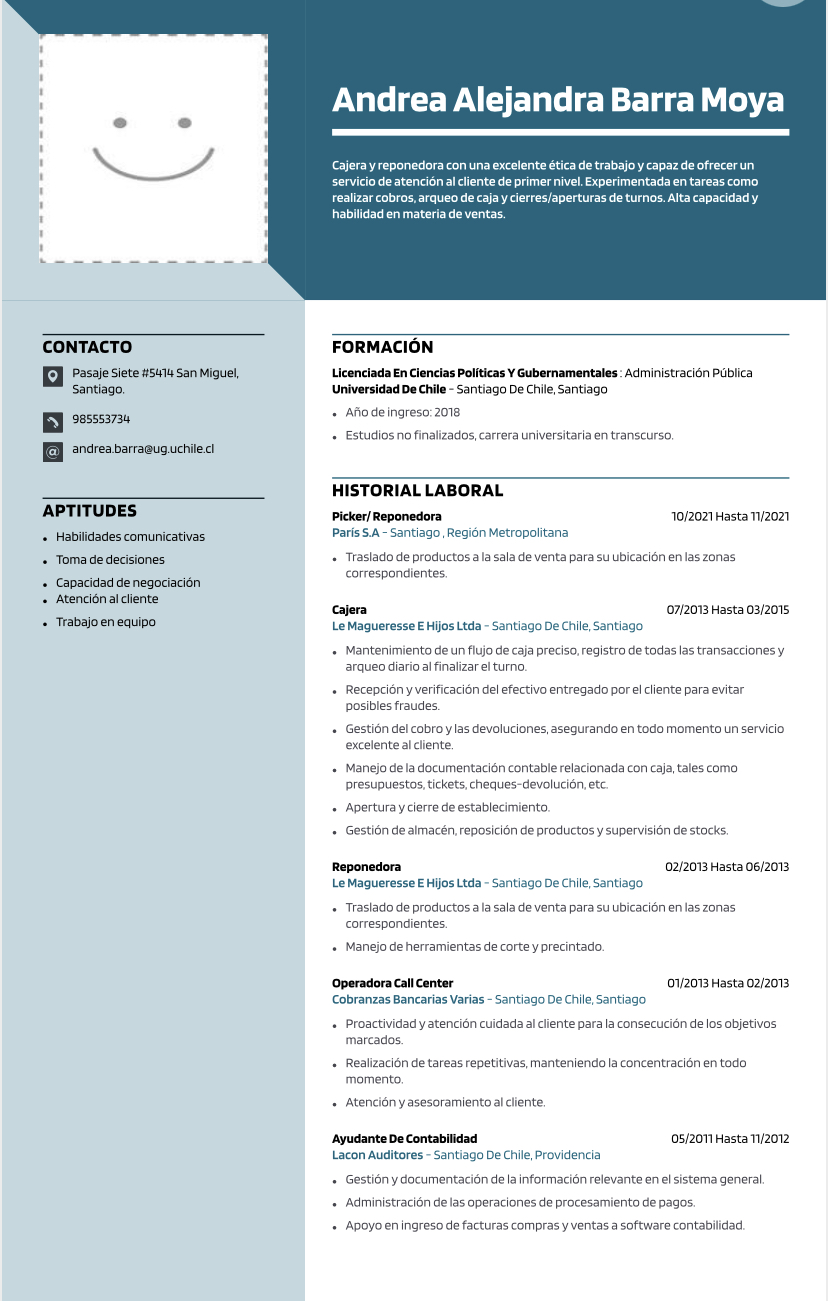 Andrea Alejandra Barra Moya
Cajera y reponedora con una excelente ética de trabajo y capaz de ofrecer un
servicio de atención al cliente de primer nivel. Experimentada en tareas como
realizar cobros, arqueo de caja y cierres/aperturas de turnos. Alta capacidad y
habilidad en materia de ventas.
CONTACTO
Pasaje Siete #5414 San Miguel,
Santiago.
985553734
andrea.barra@ug.uchile.cl
APTITUDES
• Habilidades comunicativas
• Toma de decisiones
• Capacidad de negociación
• Atención al cliente
• Trabajo en equipo
FORMACIÓN
Licenciada En Ciencias Políticas Y Gubernamentales : Administración Pública
Universidad De Chile - Santiago De Chile, Santiago
• Año de ingreso: 2018
• Estudios no finalizados, carrera universitaria en transcurso.
HISTORIAL LABORAL
Picker/ Reponedora 10/2021 Hasta 11/2021
París S.A - Santiago , Región Metropolitana
• Traslado de productos a la sala de venta para su ubicación en las zonas
correspondientes.
Cajera 07/2013 Hasta 03/2015
Le Magueresse E Hijos Ltda - Santiago De Chile, Santiago
• Mantenimiento de un flujo de caja preciso, registro de todas las transacciones y
arqueo diario al finalizar el turno.
• Recepción y verificación del efectivo entregado por el cliente para evitar
posibles fraudes.
• Gestión del cobro y las devoluciones, asegurando en todo momento un servicio
excelente al cliente.
• Manejo de la documentación contable relacionada con caja, tales como
presupuestos, tickets, cheques-devolución, etc.
• Apertura y cierre de establecimiento.
• Gestión de almacén, reposición de productos y supervisión de stocks.
Reponedora 02/2013 Hasta 06/2013
Le Magueresse E Hijos Ltda - Santiago De Chile, Santiago
• Traslado de productos a la sala de venta para su ubicación en las zonas
correspondientes.
• Manejo de herramientas de corte y precintado.
Operadora Call Center 01/2013 Hasta 02/2013
Cobranzas Bancarias Varias - Santiago De Chile, Santiago
• Proactividad y atención cuidada al cliente para la consecución de los objetivos
marcados.
• Realización de tareas repetitivas, manteniendo la concentración en todo
momento.
• Atención y asesoramiento al cliente.
Ayudante De Contabilidad 05/2011 Hasta 11/2012
Lacon Auditores - Santiago De Chile, Providencia
• Gestión y documentación de la información relevante en el sistema general.
• Administración de las operaciones de procesamiento de pagos.
• Apoyo en ingreso de facturas compras y ventas a software contabilidad.